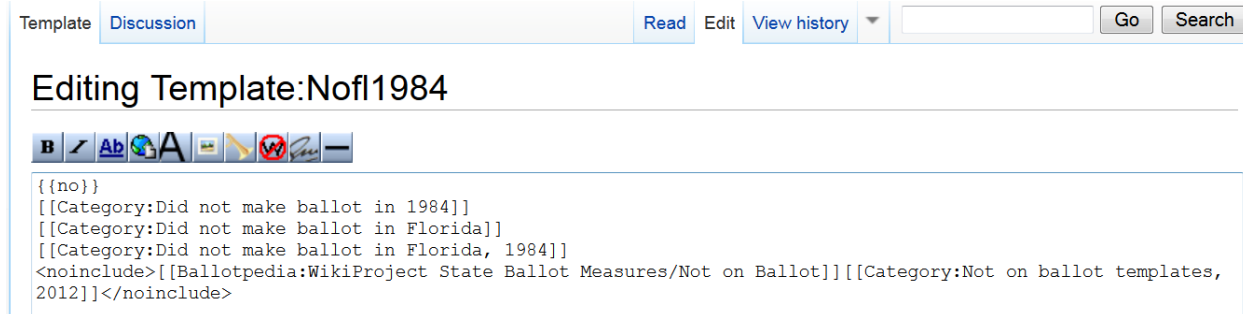 Template Discussion Read Edit View history Go Search
Editing Template:Nofl1984
B I Ab A W
{{no}}
[[Category:Did not make ballot in 1984]]
[[Category:Did not make ballot in Florida]]
[[Category:Did not make ballot in Florida, 1984]]
<noinclude>[[Ballotpedia:WikiProject State Ballot Measures/Not on Ballot]][[Category:Not on ballot templates,
2012]]</noinclude>